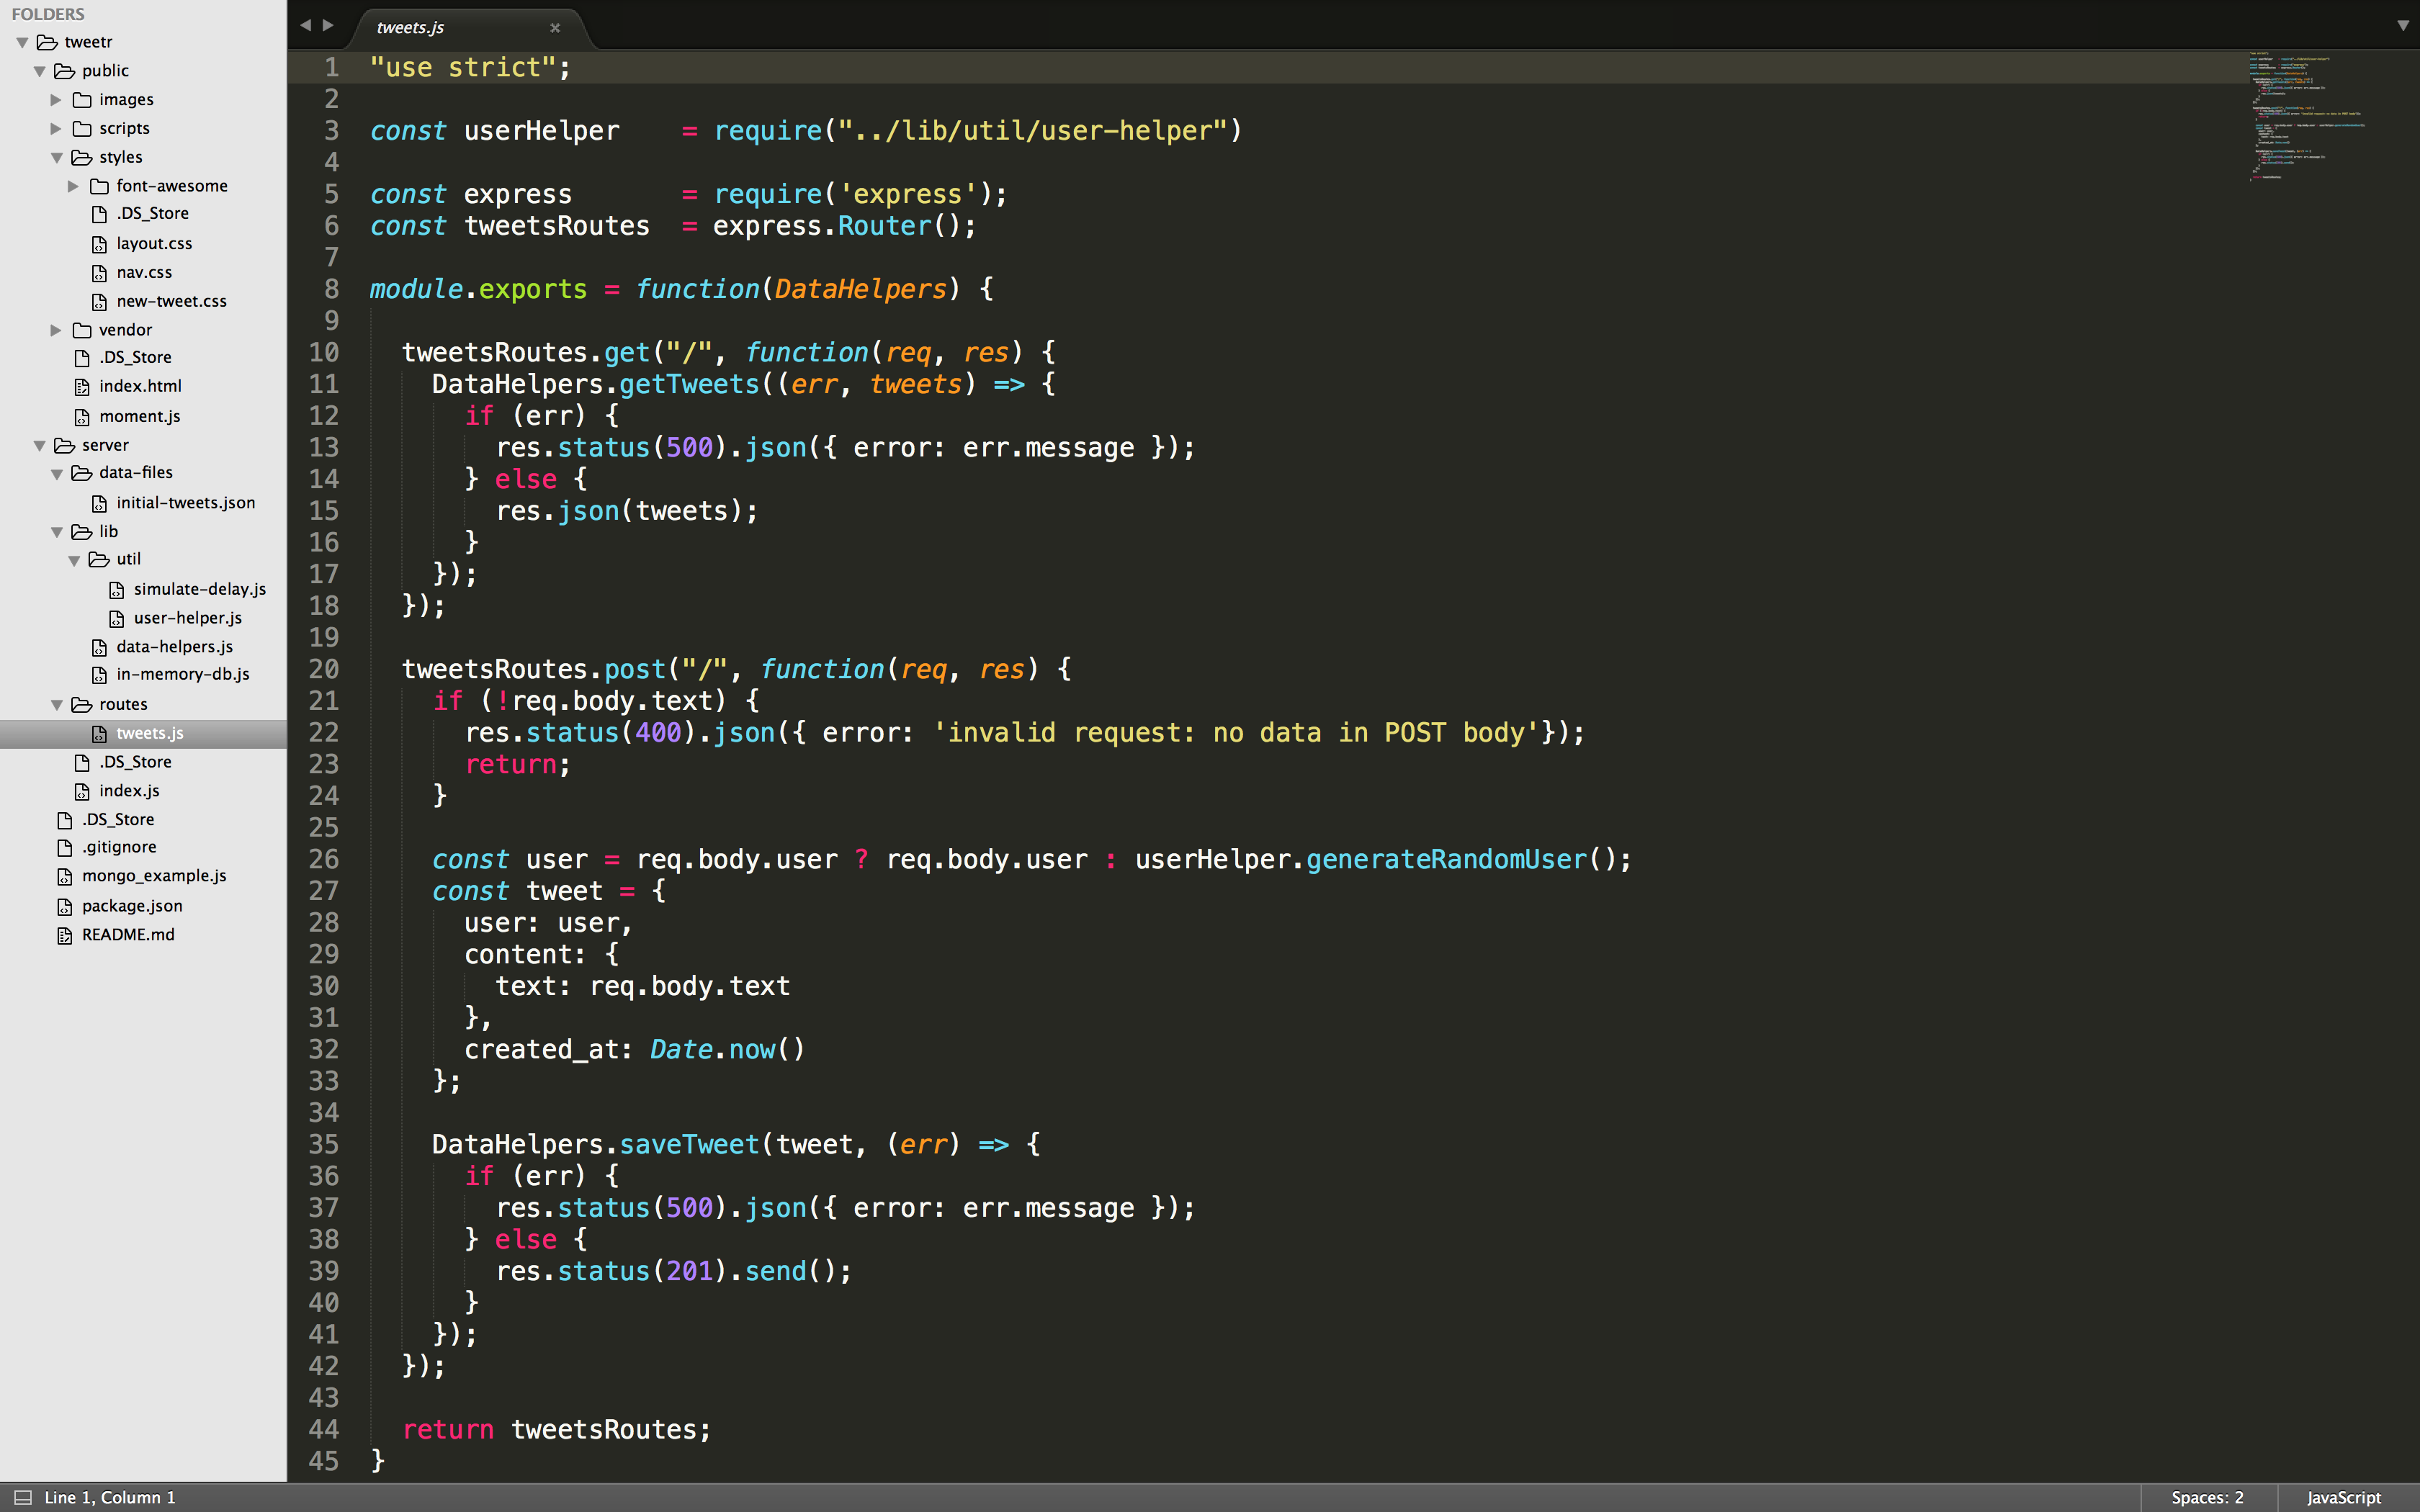 FOLDERS
tweetr
public
images
scripts
styles
font-awesome
.DS_Store
layout.css
nav.css
new-tweet.css
vendor
.DS_Store
index.html
moment.js
server
data-files
initial-tweets.json
lib
util
simulate-delay.js
user-helper.js
data-helpers.js
in-memory-db.js
routes
tweets.js
.DS_Store
index.js
.DS_Store
.gitignore
mongo_example.js
package.json
README.md
tweets.js
1 "use strict";
2
3 const userHelper    = require("../lib/util/user-helper")
4
5 const express       = require('express');
6 const tweetsRoutes  = express.Router();
7
8 module.exports = function(DataHelpers) {
9
10   tweetsRoutes.get("/", function(req, res) {
11     DataHelpers.getTweets((err, tweets) => {
12       if (err) {
13         res.status(500).json({ error: err.message });
14       } else {
15         res.json(tweets);
16       }
17     });
18   });
19
20   tweetsRoutes.post("/", function(req, res) {
21     if (!req.body.text) {
22       res.status(400).json({ error: 'invalid request: no data in POST body'});
23       return;
24     }
25
26     const user = req.body.user ? req.body.user : userHelper.generateRandomUser();
27     const tweet = {
28       user: user,
29       content: {
30         text: req.body.text
31       },
32       created_at: Date.now()
33     };
34
35     DataHelpers.saveTweet(tweet, (err) => {
36       if (err) {
37         res.status(500).json({ error: err.message });
38       } else {
39         res.status(201).send();
40       }
41     });
42   });
43
44   return tweetsRoutes;
45 }
Line 1, Column 1
Spaces: 2
JavaScript